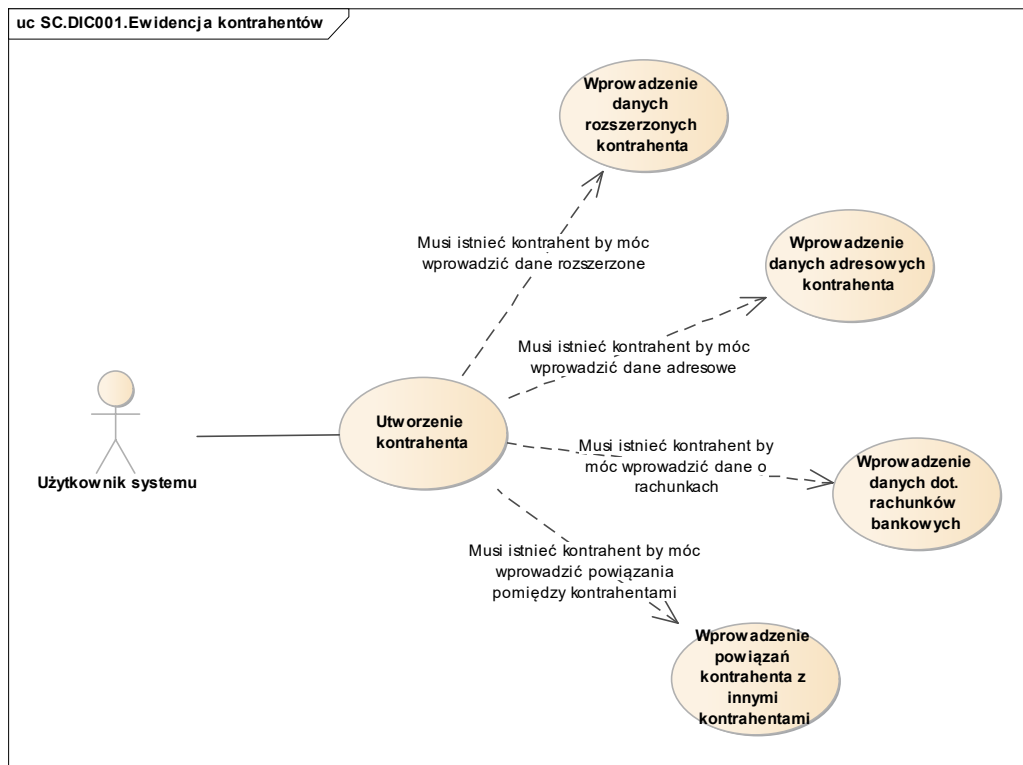 uc SC.DIC001.Ewidencja kontrahentów
Wprowadzenie
danych
rozszerzonych
kontrahenta
Musi istnieć kontrahent by móc
wprowadzić dane rozszerzone
Wprowadzenie
danych adresowych
kontrahenta
Musi istnieć kontrahent by móc
wprowadzić dane adresowe
Utworzenie
kontrahenta
Użytkownik systemu
Musi istnieć kontrahent by
móc wprowadzić dane o
rachunkach
Wprowadzenie
danych dot.
rachunków
bankowych
Musi istnieć kontrahent by móc
wprowadzić powiązania
pomiędzy kontrahentami
Wprowadzenie
powiązań
kontrahenta z
innymi
kontrahentami